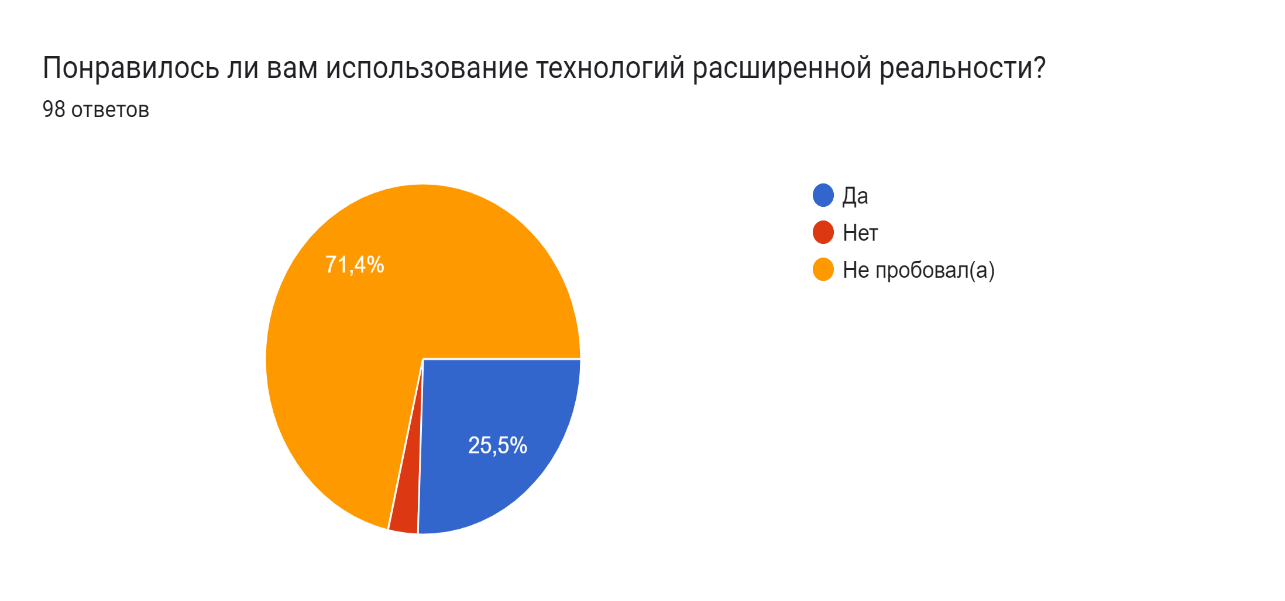 Понравилось ли вам использование технологий расширенной реальности?
98 ответов
Да
Нет
Не пробовал(а)
71,4%
25,5%